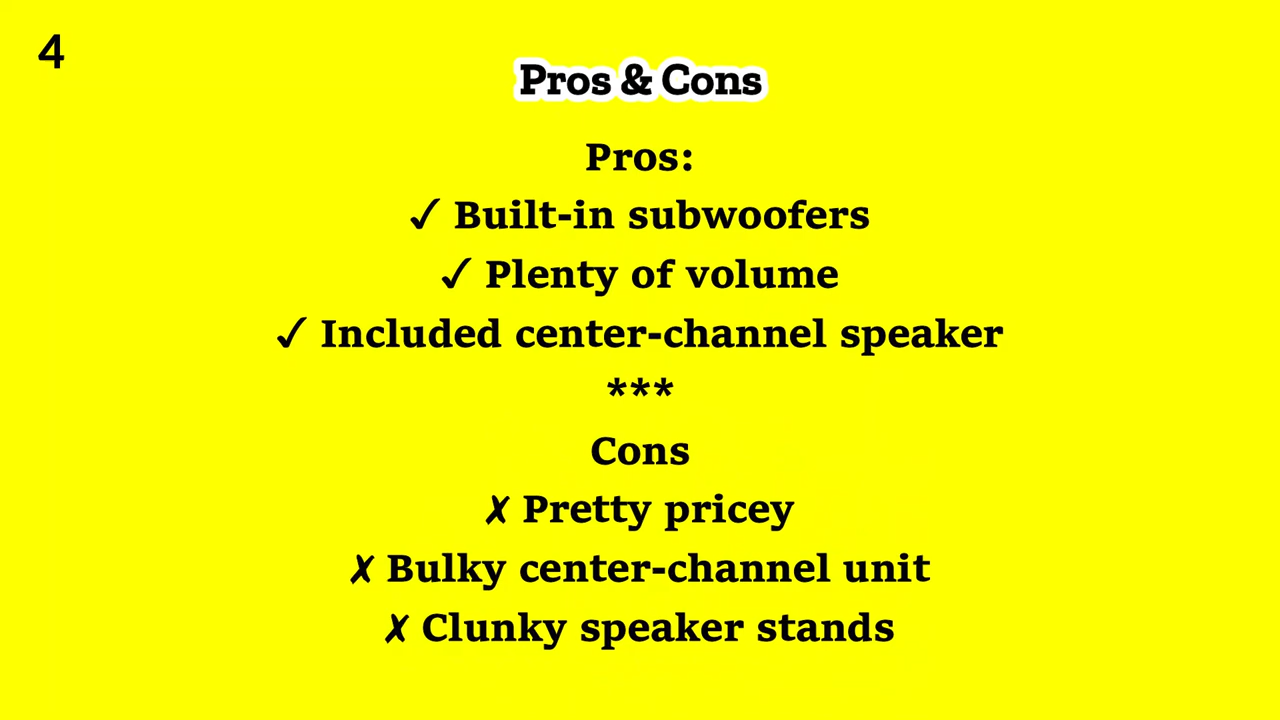 4
Pros & Cons
Pros:
✓ Built-in subwoofers
✓ Plenty of volume
✓ Included center-channel speaker
***
Cons
✗ Pretty pricey
✗ Bulky center-channel unit
✗ Clunky speaker stands